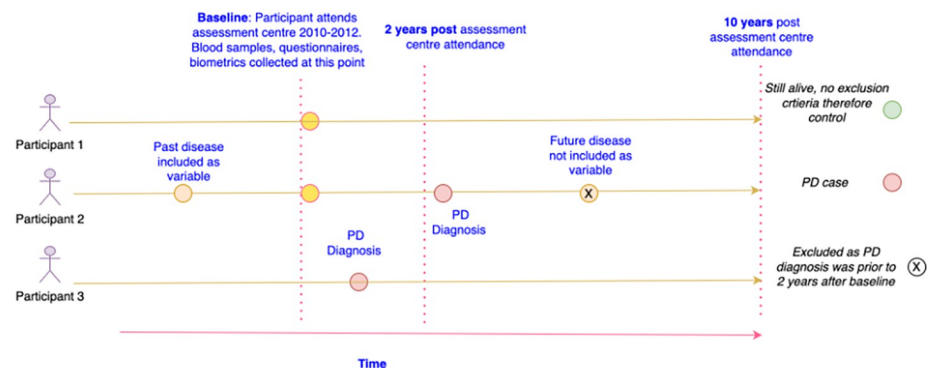 Baseline: Participant attends
assessment centre 2010-2012.
Blood samples, questionnaires,
biometrics collected at this point
2 years post assessment
centre attendance
10 years post
assessment centre
attendance
Participant 1
Still alive, no exclusion
crtieria therefore
control
Past disease
included as
variable
Future disease
not included as
variable
X
Participant 2
PD
Diagnosis
PD case
PD
Diagnosis
Participant 3
Excluded as PD
diagnosis was prior to
2 years after baseline
X
Time